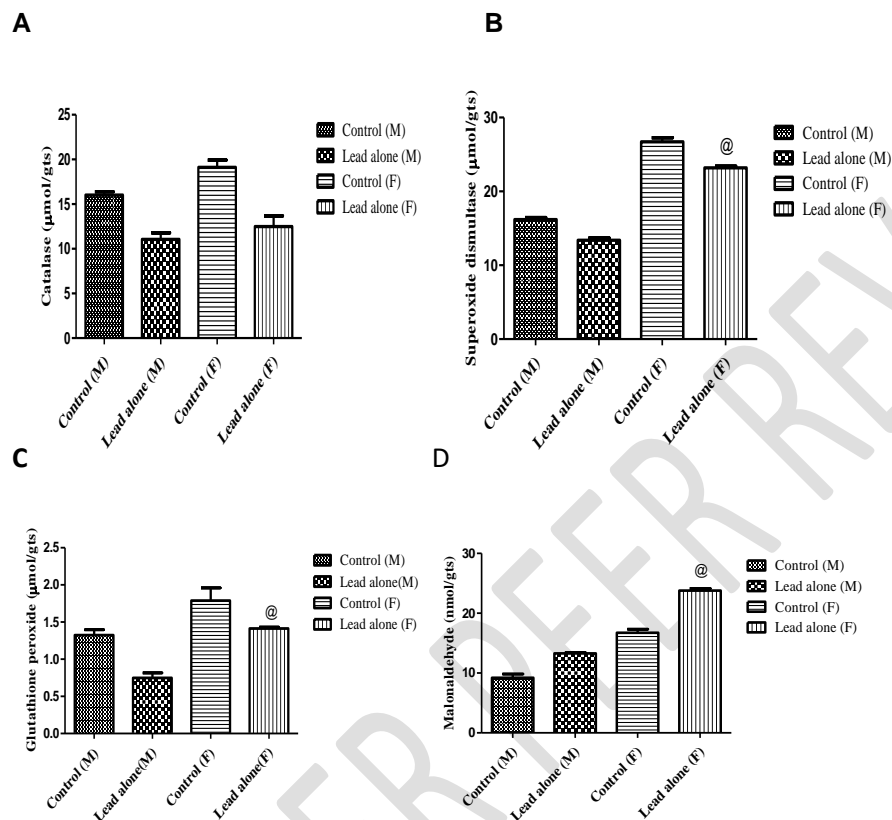 A
Catalase (µmol/gts)
25
20
15
10
5
0
Control (M)
Lead alone (M)
Control (F)
Lead alone (F)
Control (M)
Lead alone (M)
Control (F)
Lead alone (F)
B
Superoxide dismultase (µmol/gts)
30
20
10
0
@
Control (M)
Lead alone (M)
Control (F)
Lead alone (F)
Control (M)
Lead alone (M)
Control (F)
Lead alone (F)
C
Glutathione peroxide (µmol/gts)
2.5
2.0
1.5
1.0
0.5
0.0
@
Control (M)
Lead alone(M)
Control (F)
Lead alone (F)
Control (M)
Lead alone(M)
Control (F)
Lead alone(F)
D
Malonaldehyde (nmol/gts)
30
20
10
0
@
Control (M)
Lead alone (M)
Control (F)
Lead alone (F)
Control (M)
Lead alone (M)
Control (F)
Lead alone (F)
PEER REV